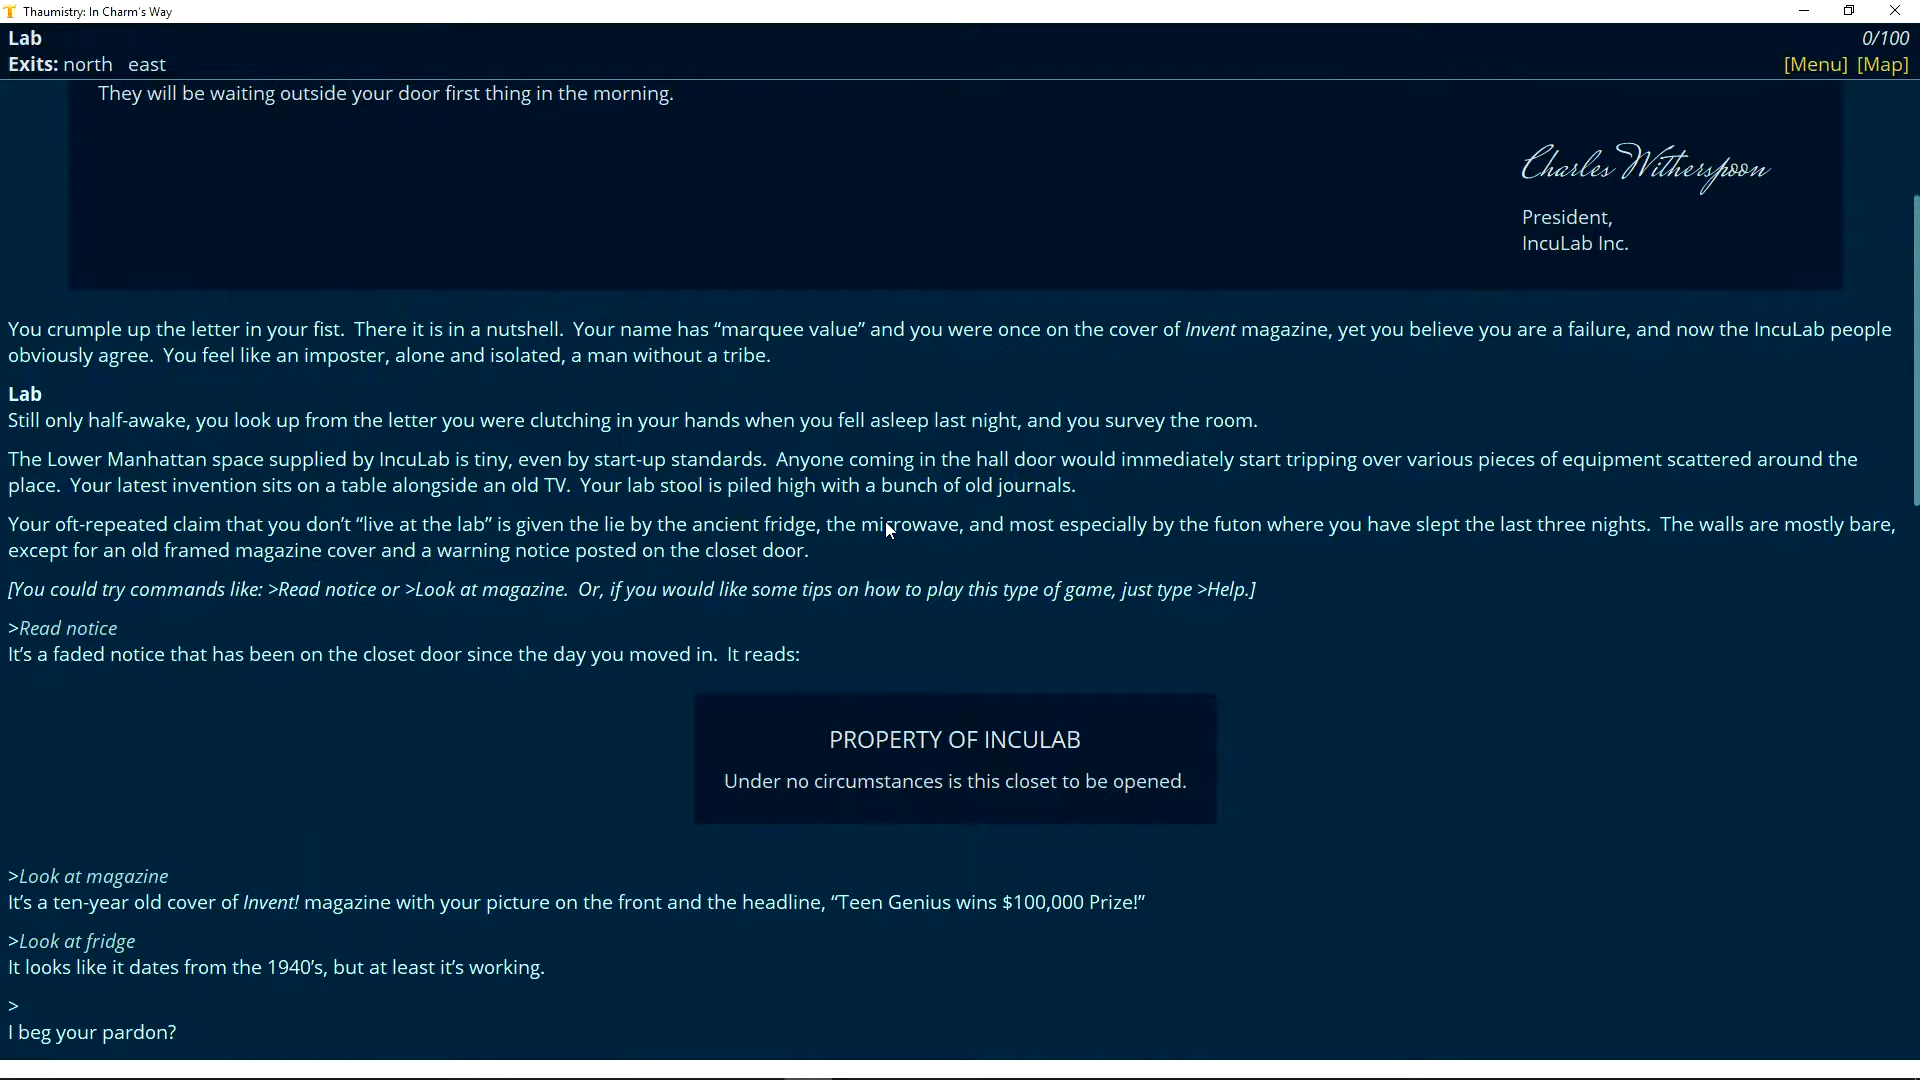 Thaumistry: In Charm's Way
Lab
0/100
Exits: north east
[Menu] [Map]
They will be waiting outside your door first thing in the morning.
Charles Witherspoon
President,
IncuLab Inc.
You crumple up the letter in your fist. There it is in a nutshell. Your name has “marquee value” and you were once on the cover of Invent magazine, yet you believe you are a failure, and now the IncuLab people
obviously agree. You feel like an imposter, alone and isolated, a man without a tribe.
Lab
Still only half-awake, you look up from the letter you were clutching in your hands when you fell asleep last night, and you survey the room.
The Lower Manhattan space supplied by IncuLab is tiny, even by start-up standards. Anyone coming in the hall door would immediately start tripping over various pieces of equipment scattered around the
place. Your latest invention sits on a table alongside an old TV. Your lab stool is piled high with a bunch of old journals.
Your oft-repeated claim that you don’t “live at the lab” is given the lie by the ancient fridge, the microwave, and most especially by the futon where you have slept the last three nights. The walls are mostly bare,
except for an old framed magazine cover and a warning notice posted on the closet door.
[You could try commands like: >Read notice or >Look at magazine. Or, if you would like some tips on how to play this type of game, just type >Help.]
>Read notice
It’s a faded notice that has been on the closet door since the day you moved in. It reads:
PROPERTY OF INCULAB
Under no circumstances is this closet to be opened.
>Look at magazine
It’s a ten-year old cover of Invent! magazine with your picture on the front and the headline, “Teen Genius wins $100,000 Prize!”
>Look at fridge
It looks like it dates from the 1940’s, but at least it’s working.
>
I beg your pardon?